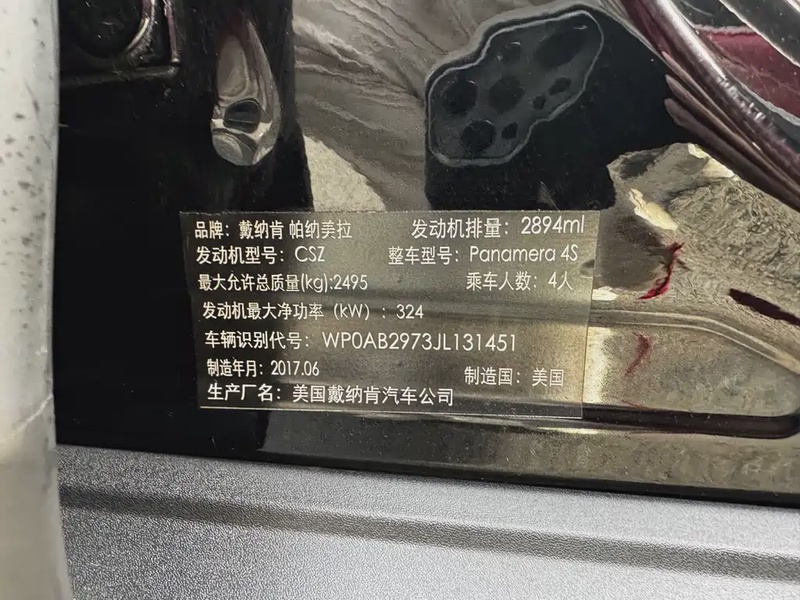 品牌：戴纳肯 帕纳美拉 发动机排量：2894ml
发动机型号：CSZ 整车型号：Panamera 4S
最大允许总质量(kg):2495 乘车人数：4人
发动机最大净功率（kW）：324
车辆识别代号：WP0AB2973JL131451
制造年月：2017.06 制造国：美国
生产厂名：美国戴纳肯汽车公司